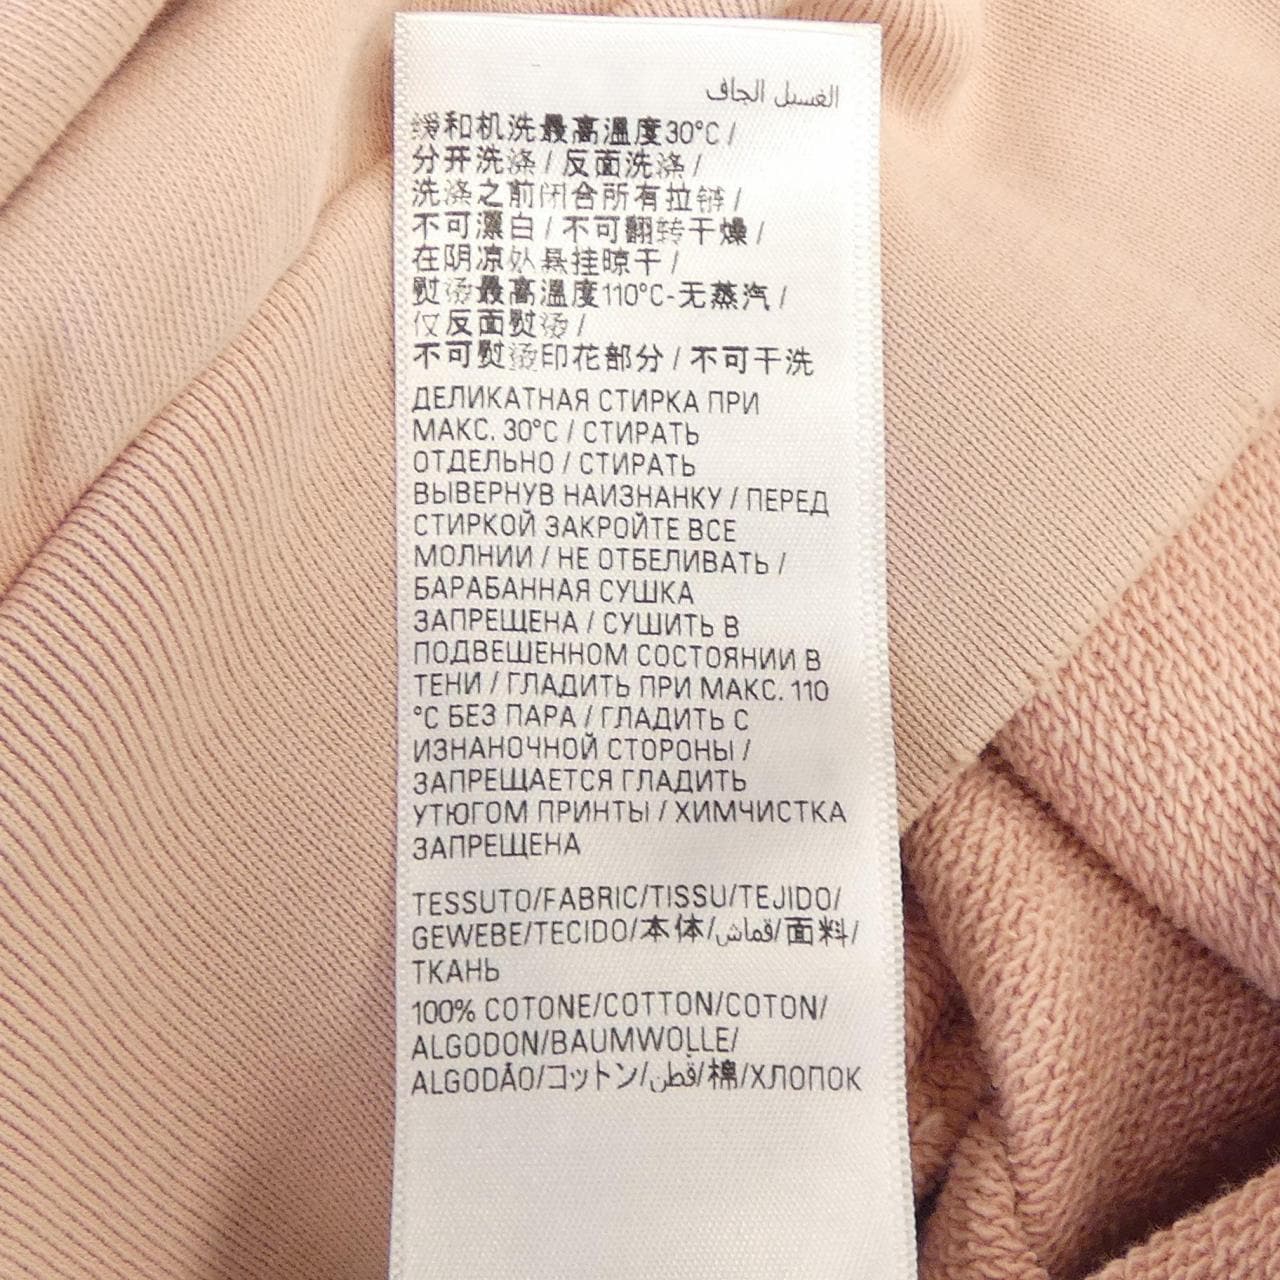 الغسيل الجاف
缓和机洗最高温度30°C /
分开洗涤 / 反面洗涤 /
洗涤之前闭合所有拉链 /
不可漂白 / 不可翻转干燥 /
在阴凉处悬挂晾干 /
熨烫最高温度110°C-无蒸汽 /
仅反面熨烫 /
不可熨烫印花部分 / 不可干洗
ДЕЛИКАТНАЯ СТИРКА ПРИ
МАКС. 30°C / СТИРАТЬ
ОТДЕЛЬНО / СТИРАТЬ
ВЫВЕРНУВ НАИЗНАНКУ / ПЕРЕД
СТИРКОЙ ЗАКРОЙТЕ ВСЕ
МОЛНИИ / НЕ ОТБЕЛИВАТЬ /
БАРАБАННАЯ СУШКА
ЗАПРЕЩЕНА / СУШИТЬ В
ПОДВЕШЕННОМ СОСТОЯНИИ В
ТЕНИ / ГЛАДИТЬ ПРИ МАКС. 110
°C БЕЗ ПАРА / ГЛАДИТЬ С
ИЗНАНОЧНОЙ СТОРОНЫ /
ЗАПРЕЩАЕТСЯ ГЛАДИТЬ
УТЮГОМ ПРИНТЫ / ХИМЧИСТКА
ЗАПРЕЩЕНА
TESSUTO/FABRIC/TISSU/TEJIDO/
GEWEBE/TECIDO/本体/قماش/面料/
ТКАНЬ
100% COTONE/COTTON/COTON/
ALGODON/BAUMWOLLE/
ALGODÃO/コットン/قطن/棉/ХЛОПОК